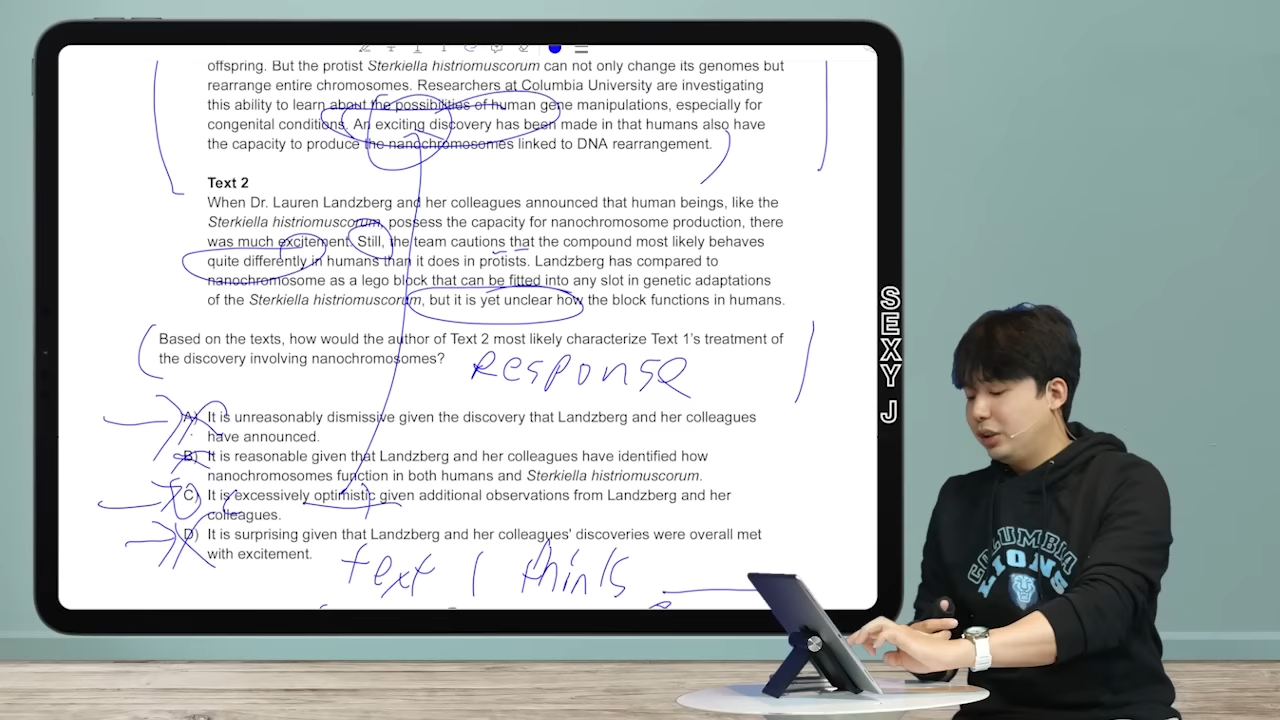 offspring. But the protist Sterkiella histriomuscorum can not only change its genomes but
rearrange entire chromosomes. Researchers at Columbia University are investigating
this ability to learn about the possibilities of human gene manipulations, especially for
congenital conditions. An exciting discovery has been made in that humans also have
the capacity to produce the nanochromosomes linked to DNA rearrangement.
Text 2
When Dr. Lauren Landzberg and her colleagues announced that human beings, like the
Sterkiella histriomuscorum, possess the capacity for nanochromosome production, there
was much excitement. Still, the team cautions that the compound most likely behaves
quite differently in humans than it does in protists. Landzberg has compared to
nanochromosome as a lego block that can be fitted into any slot in genetic adaptations
of the Sterkiella histriomuscorum, but it is yet unclear how the block functions in humans.
Based on the texts, how would the author of Text 2 most likely characterize Text 1's treatment of
the discovery involving nanochromosomes?
Response
A) It is unreasonably dismissive given the discovery that Landzberg and her colleagues
have announced.
B) It is reasonable given that Landzberg and her colleagues have identified how
nanochromosomes function in both humans and Sterkiella histriomuscorum.
C) It is excessively optimistic given additional observations from Landzberg and her
colleagues.
D) It is surprising given that Landzberg and her colleagues' discoveries were overall met
with excitement.
text 1 thinks
SEXY J
COLUMBIA
LIONS